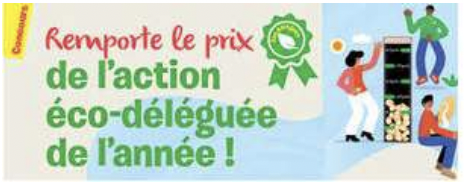 Concours
Remporte le prix
de l'action
éco-déléguée
de l'année !